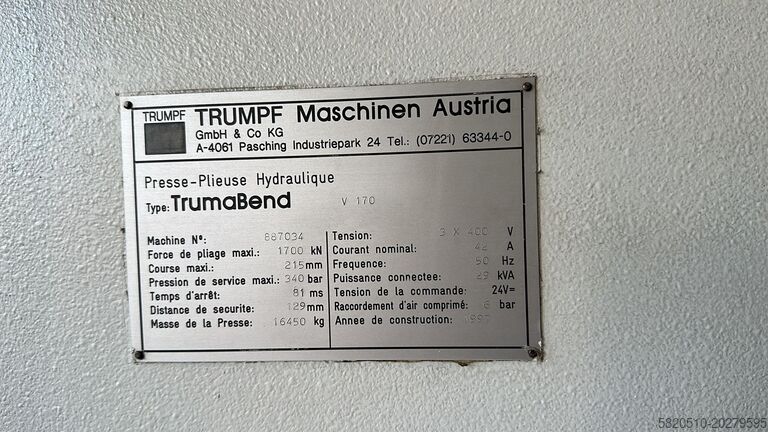 TRUMPF
TRUMPF Maschinen Austria
GmbH & Co KG
A-4061 Pasching Industriepark 24 Tel.: (07221) 63344-0
Presse-Plieuse Hydraulique
Type: TrumaBend V 170
Machine N°: 887034
Force de pliage maxi.: 1700 kN
Course maxi.: 215 mm
Pression de service maxi.: 340 bar
Temps d'arrêt: 81 ms
Distance de securite: 129 mm
Masse de la Presse: 16450 kg
Tension: 3 X 400 V
Courant nominal: 42 A
Frequence: 50 Hz
Puissance connectee: 29 kVA
Tension de la commande: 24V=
Raccordement d'air comprimé: 6 bar
Annee de construction: 1997
5820510-20279595